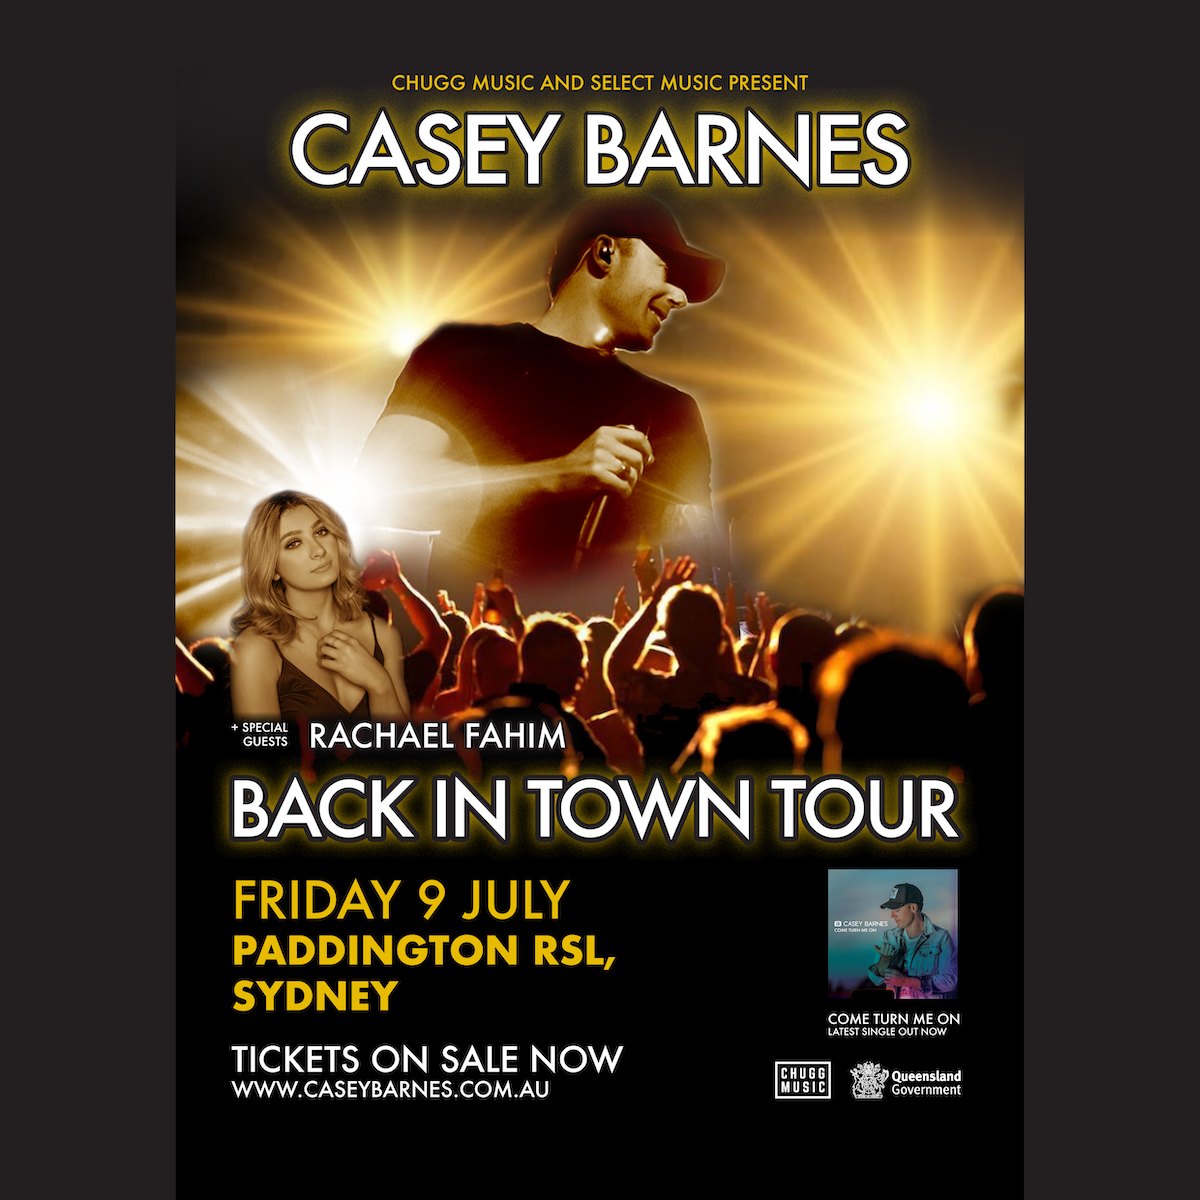 CHUGG MUSIC AND SELECT MUSIC PRESENT
CASEY BARNES
+ SPECIAL
GUESTS
RACHAEL FAHIM
BACK IN TOWN TOUR
FRIDAY 9 JULY
PADDINGTON RSL,
SYDNEY
TICKETS ON SALE NOW
WWW.CASEYBARNES.COM.AU
CASEY BARNES
COME TURN ME ON
COME TURN ME ON
LATEST SINGLE OUT NOW
CHUGG
MUSIC
Queensland
Government